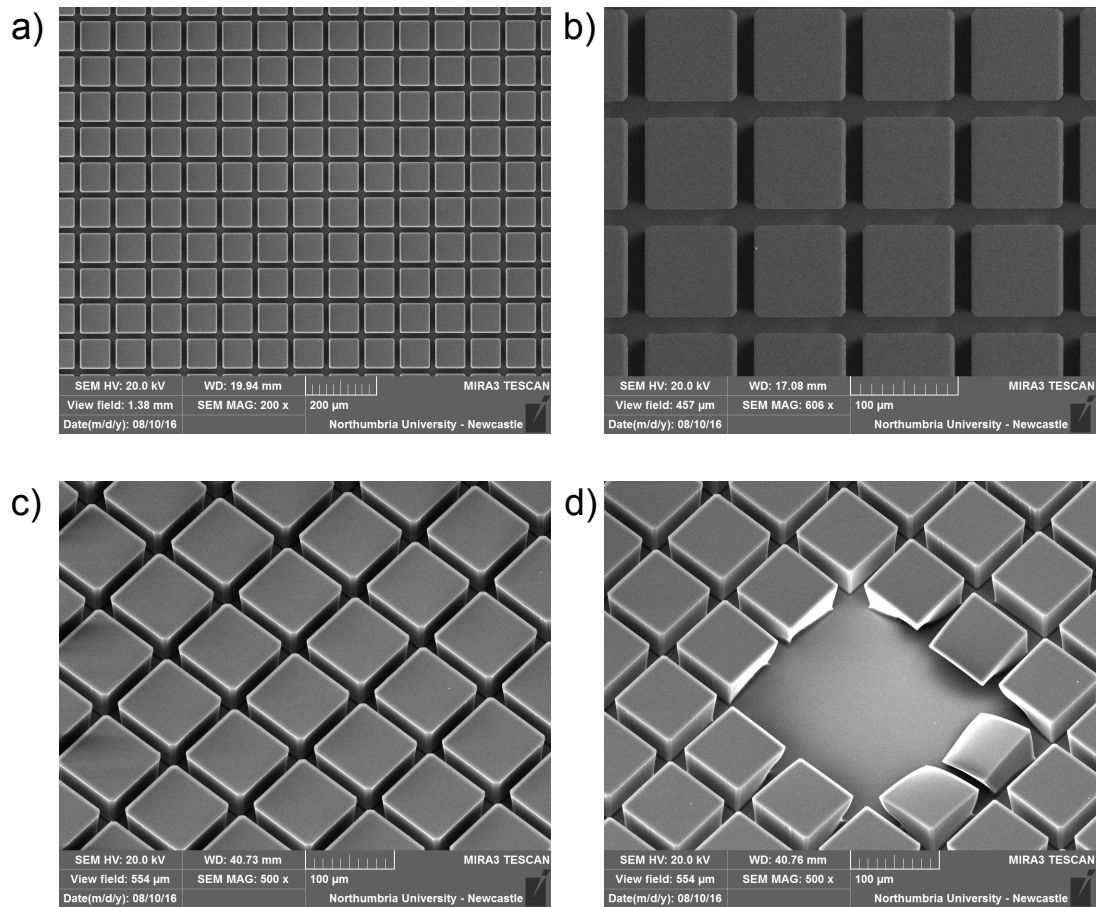 a)
SEM HV: 20.0 kV WD: 19.94 mm MIRA3 TESCAN
View field: 1.38 mm SEM MAG: 200 x 200 µm
Date(m/d/y): 08/10/16 Northumbria University - Newcastle
b)
SEM HV: 20.0 kV WD: 17.08 mm MIRA3 TESCAN
View field: 457 µm SEM MAG: 606 x 100 µm
Date(m/d/y): 08/10/16 Northumbria University - Newcastle
c)
SEM HV: 20.0 kV WD: 40.73 mm MIRA3 TESCAN
View field: 554 µm SEM MAG: 500 x 100 µm
Date(m/d/y): 08/10/16 Northumbria University - Newcastle
d)
SEM HV: 20.0 kV WD: 40.76 mm MIRA3 TESCAN
View field: 554 µm SEM MAG: 500 x 100 µm
Date(m/d/y): 08/10/16 Northumbria University - Newcastle